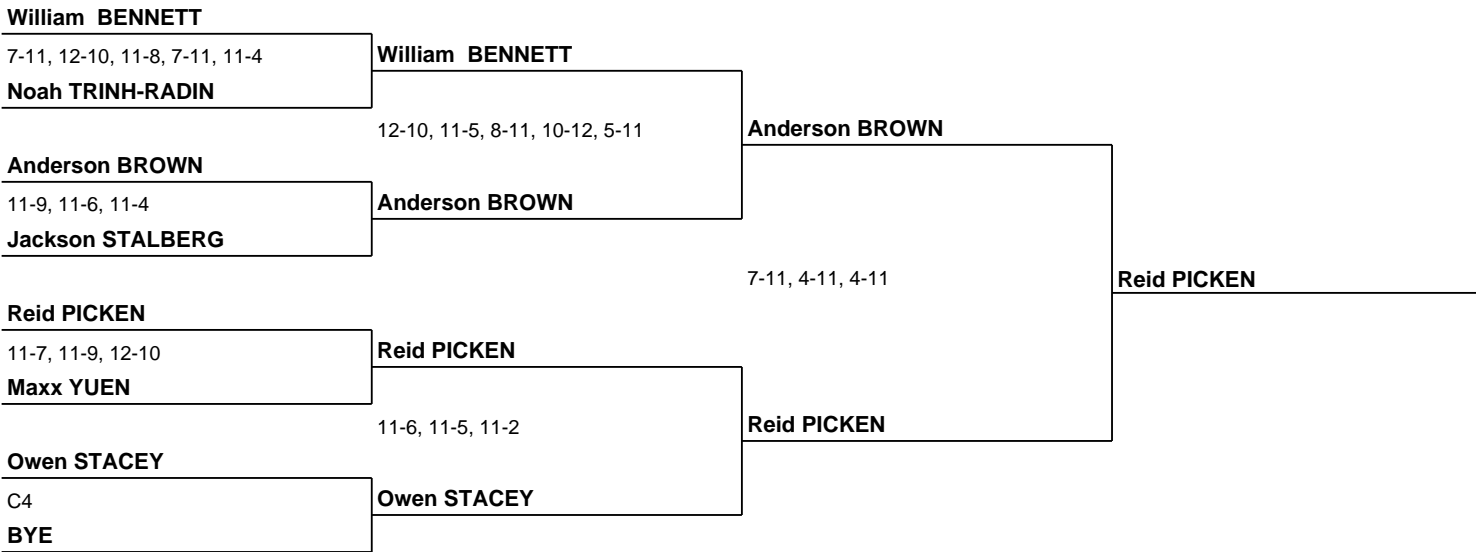 William  BENNETT
7-11, 12-10, 11-8, 7-11, 11-4
William  BENNETT
Noah TRINH-RADIN
12-10, 11-5, 8-11, 10-12, 5-11
Anderson BROWN
Anderson BROWN
11-9, 11-6, 11-4
Anderson BROWN
Jackson STALBERG
7-11, 4-11, 4-11
Reid PICKEN
Reid PICKEN
11-7, 11-9, 12-10
Reid PICKEN
Maxx YUEN
11-6, 11-5, 11-2
Reid PICKEN
Owen STACEY
C4
Owen STACEY
BYE